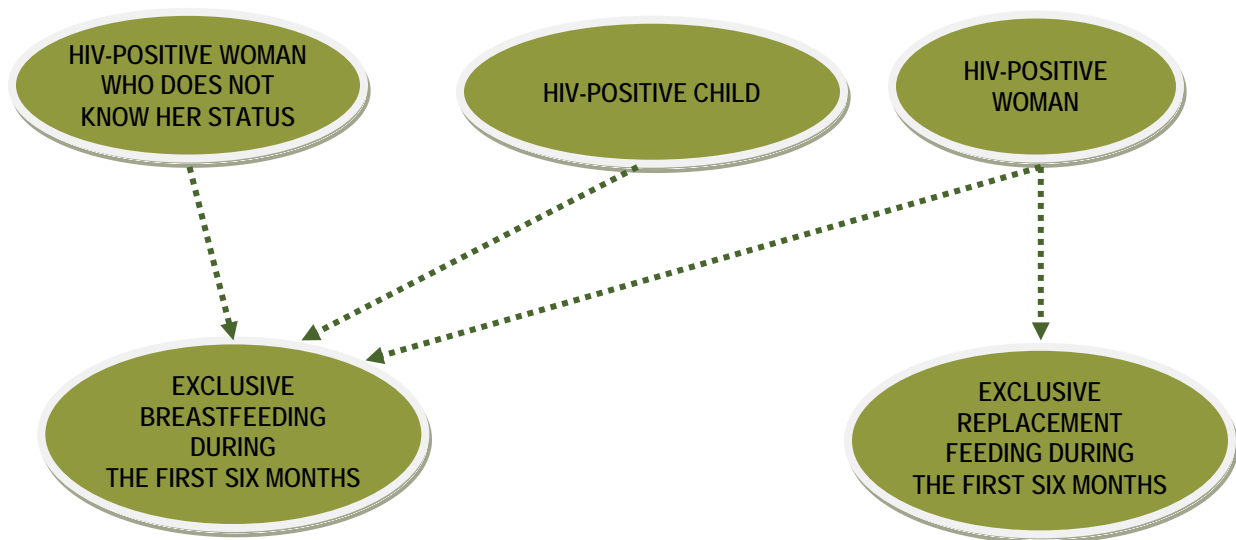 HIV-POSITIVE WOMAN
WHO DOES NOT
KNOW HER STATUS
HIV-POSITIVE CHILD
HIV-POSITIVE
WOMAN
EXCLUSIVE
BREASTFEEDING
DURING
THE FIRST SIX MONTHS
EXCLUSIVE
REPLACEMENT
FEEDING DURING
THE FIRST SIX MONTHS